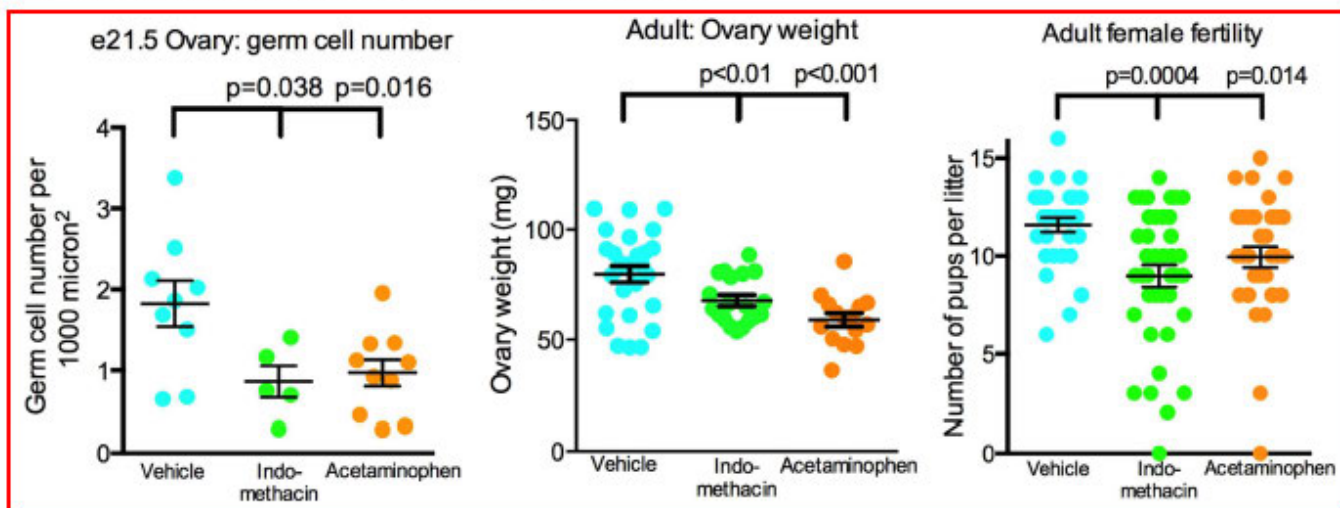 e21.5 Ovary: germ cell number
p=0.038 p=0.016
4
3
2
1
0
Germ cell number per
1000 micron²
Vehicle
Indo-
methacin
Acetaminophen
Adult: Ovary weight
p<0.01 p<0.001
150
100
50
0
Ovary weight (mg)
Vehicle
Indo-
methacin
Acetaminophen
Adult female fertility
p=0.0004 p=0.014
15
10
5
0
Number of pups per litter
Vehicle
Indo-
methacin
Acetaminophen